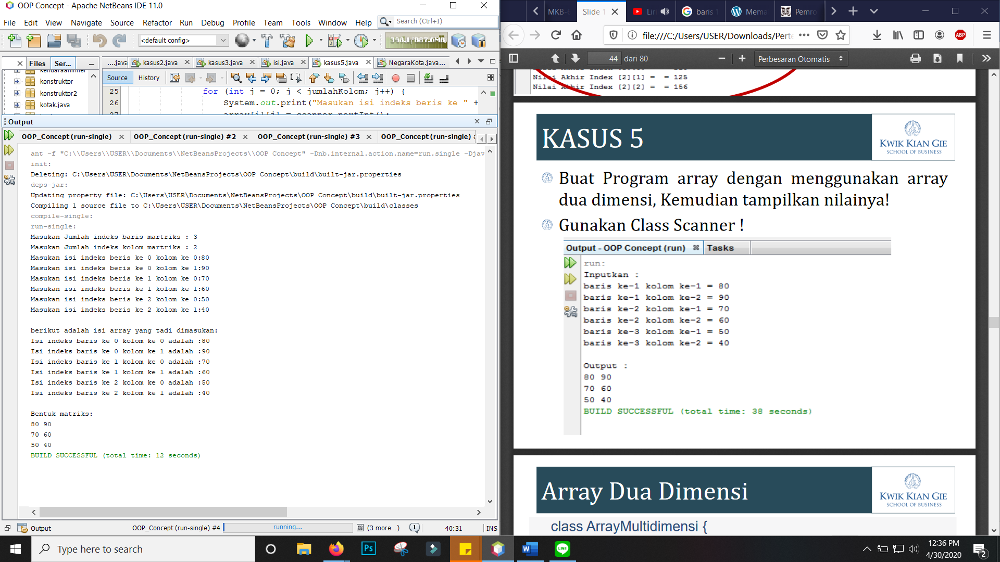 OOP Concept - Apache NetBeans IDE 11.0
File Edit View Navigate Source Refactor Run Debug Profile Team Tools Window Help Search (Ctrl+I)
<default config> 398.1/887.0MB
Files Ser... ....java kasus2.java kasus3.java isi.java kasus5.java NegaraKota.java...
konstruktor
konstruktor2
kotak.java
Source History
25 for (int j = 0; j < jumlahKolom; j++) {
26 System.out.print("Masukan isi indeks beris ke " +
27 array[i][j] = scanner.nextInt();
Output
OOP_Concept (run-single) OOP_Concept (run-single) #2 OOP_Concept (run-single) #3 OOP_Concept (run-single)
ant -f "C:\\Users\\USER\\Documents\\NetBeansProjects\\OOP Concept" -Dnb.internal.action.name=run.single -Djav
init:
Deleting: C:\Users\USER\Documents\NetBeansProjects\OOP Concept\build\built-jar.properties
deps-jar:
Updating property file: C:\Users\USER\Documents\NetBeansProjects\OOP Concept\build\built-jar.properties
Compiling 1 source file to C:\Users\USER\Documents\NetBeansProjects\OOP Concept\build\classes
compile-single:
run-single:
Masukan Jumlah indeks baris martriks : 3
Masukan Jumlah indeks kolom martriks : 2
Masukan isi indeks beris ke 0 kolom ke 0:80
Masukan isi indeks beris ke 0 kolom ke 1:90
Masukan isi indeks beris ke 1 kolom ke 0:70
Masukan isi indeks beris ke 1 kolom ke 1:60
Masukan isi indeks beris ke 2 kolom ke 0:50
Masukan isi indeks beris ke 2 kolom ke 1:40
berikut adalah isi array yang tadi dimasukan:
Isi indeks baris ke 0 kolom ke 0 adalah :80
Isi indeks baris ke 0 kolom ke 1 adalah :90
Isi indeks baris ke 1 kolom ke 0 adalah :70
Isi indeks baris ke 1 kolom ke 1 adalah :60
Isi indeks baris ke 2 kolom ke 0 adalah :50
Isi indeks baris ke 2 kolom ke 1 adalah :40
Bentuk matriks:
80 90
70 60
50 40
BUILD SUCCESSFUL (total time: 12 seconds)
Output OOP_Concept (run-single) #4 running... (3 more...) 1 40:31 INS
MKB- Slide 1 Liri baris 1 Mema Pemro
file:///C:/Users/USER/Downloads/Perte
ABP
44 dari 80 Perbesaran Otomatis
Nilai Akhir Index [2][1] = = 125
Nilai Akhir Index [2][2] = = 156
KASUS 5
KWIK KIAN GIE
SCHOOL OF BUSINESS
Buat Program array dengan menggunakan array
dua dimensi, Kemudian tampilkan nilainya!
Gunakan Class Scanner !
Output - OOP Concept (run) Tasks
run:
Inputkan :
baris ke-1 kolom ke-1 = 80
baris ke-1 kolom ke-2 = 90
baris ke-2 kolom ke-1 = 70
baris ke-2 kolom ke-2 = 60
baris ke-3 kolom ke-1 = 50
baris ke-3 kolom ke-2 = 40
Output :
80 90
70 60
50 40
BUILD SUCCESSFUL (total time: 38 seconds)
Array Dua Dimensi
KWIK KIAN GIE
SCHOOL OF BUSINESS
class ArrayMultidimensi {
Type here to search
Ps
W
LINE
12:36 PM
4/30/2020
2